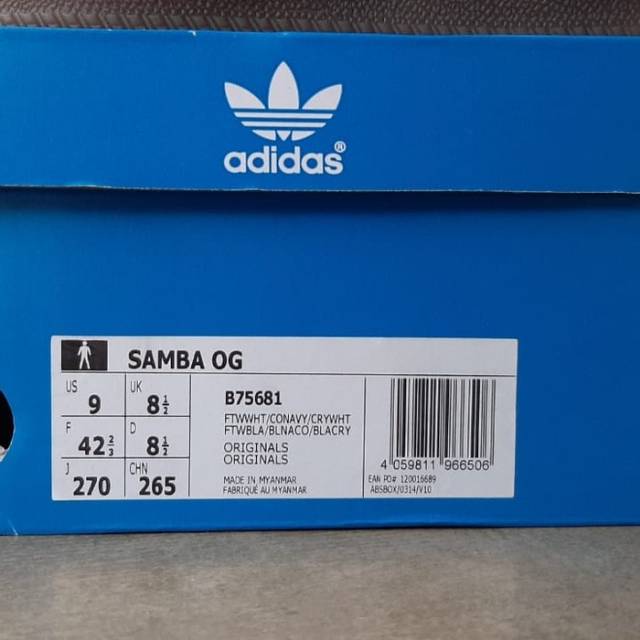 adidas®
SAMBA OG
US UK
9 8½
F D
42⅔ 8½
J CHN
270 265
B75681
FTWWHT/CONAVY/CRYWHT
FTWBLA/BLNACO/BLACRY
ORIGINALS
ORIGINALS
MADE IN MYANMAR
FABRIQUÉ AU MYANMAR
4 059811 966506
EAN PO# 120016689
ABSBOX/0314/V10